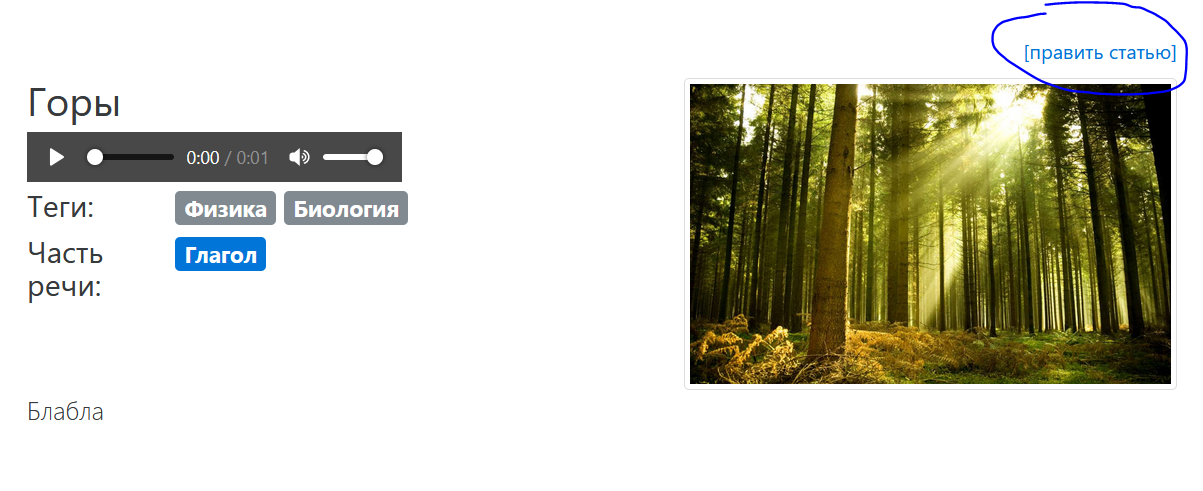 [править статью]
Горы
0:00 / 0:01
Теги: Физика Биология
Часть речи: Глагол
Блабла